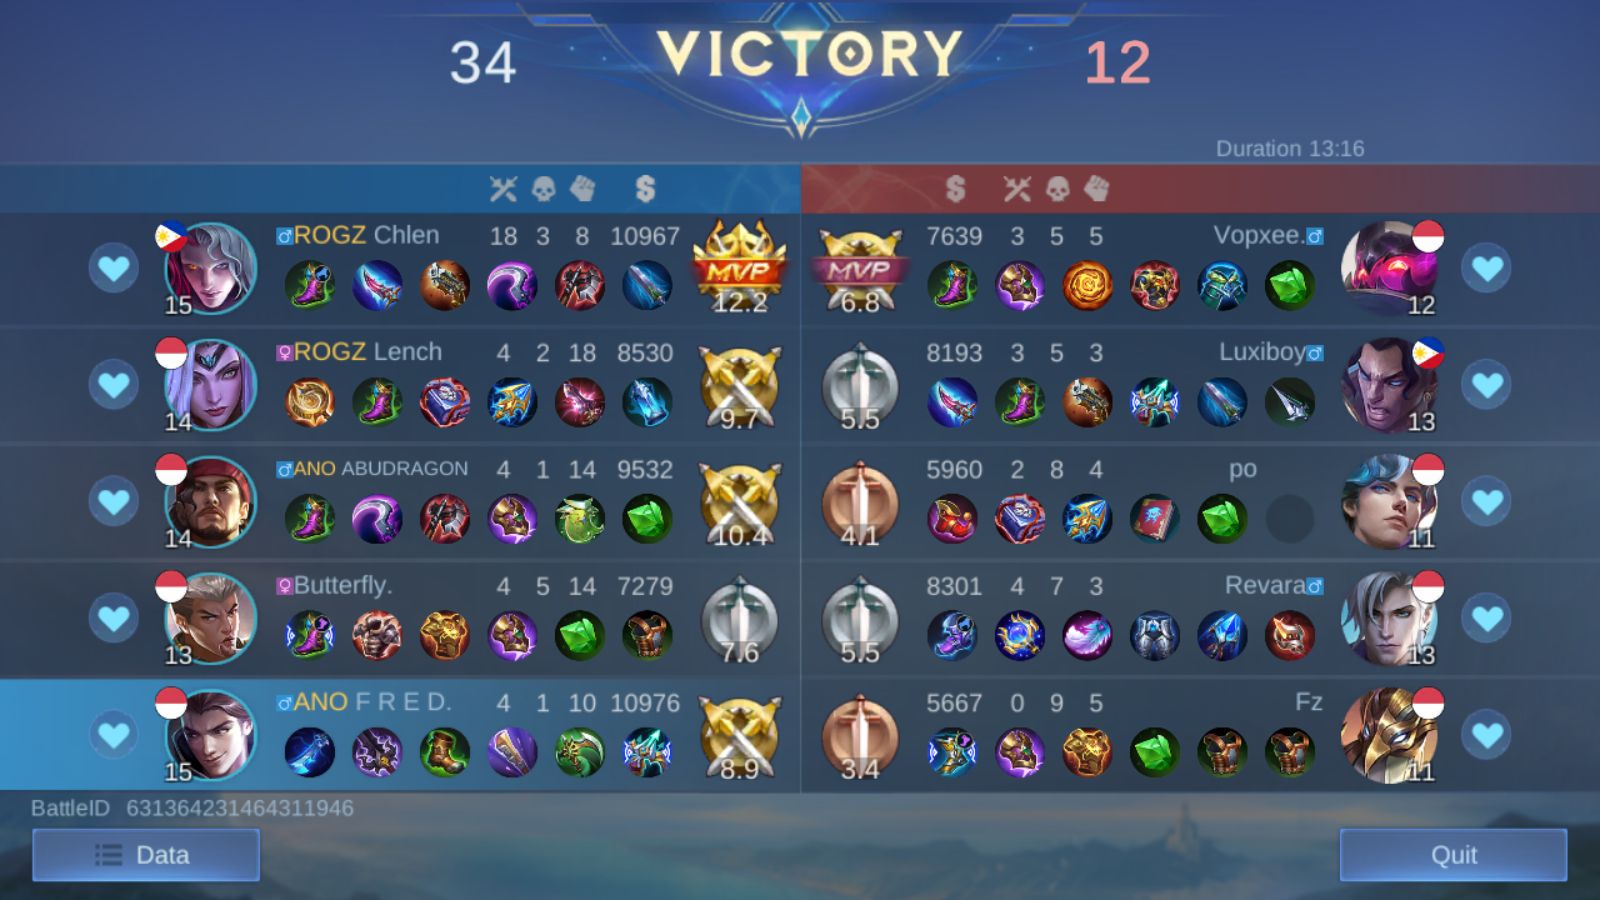 34 VICTORY 12
Duration 13:16
ROGZ Chlen 18 3 8 10967 MVP 12.2 15
MVP 6.8 7639 3 5 5 Vopxee. 12
ROGZ Lench 4 2 18 8530 9.7 14
5.5 8193 3 5 3 Luxiboy 13
ANO ABUDRAGON 4 1 14 9532 10.4 14
4.1 5960 2 8 4 po 11
Butterfly. 4 5 14 7279 7.6 13
5.5 8301 4 7 3 Revara 13
ANO F R E D. 4 1 10 10976 8.9 15
3.4 5667 0 9 5 Fz 11
BattleID 631364231464311946
Data
Quit